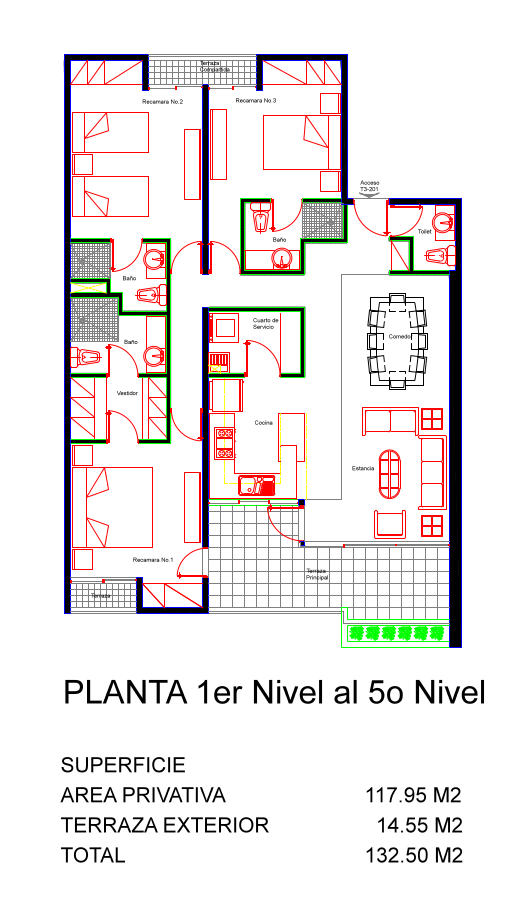 Terraza
Compartida
Recamara No.2
Recamara No.3
Acceso
T3-201
Toilet
Baño
Baño
Baño
Cuarto de
Servicio
Comedor
Vestidor
Cocina
Estancia
Recamara No.1
Terraza
Principal
Terraza
PLANTA 1er Nivel al 5o Nivel
SUPERFICIE
AREA PRIVATIVA 117.95 M2
TERRAZA EXTERIOR 14.55 M2
TOTAL 132.50 M2